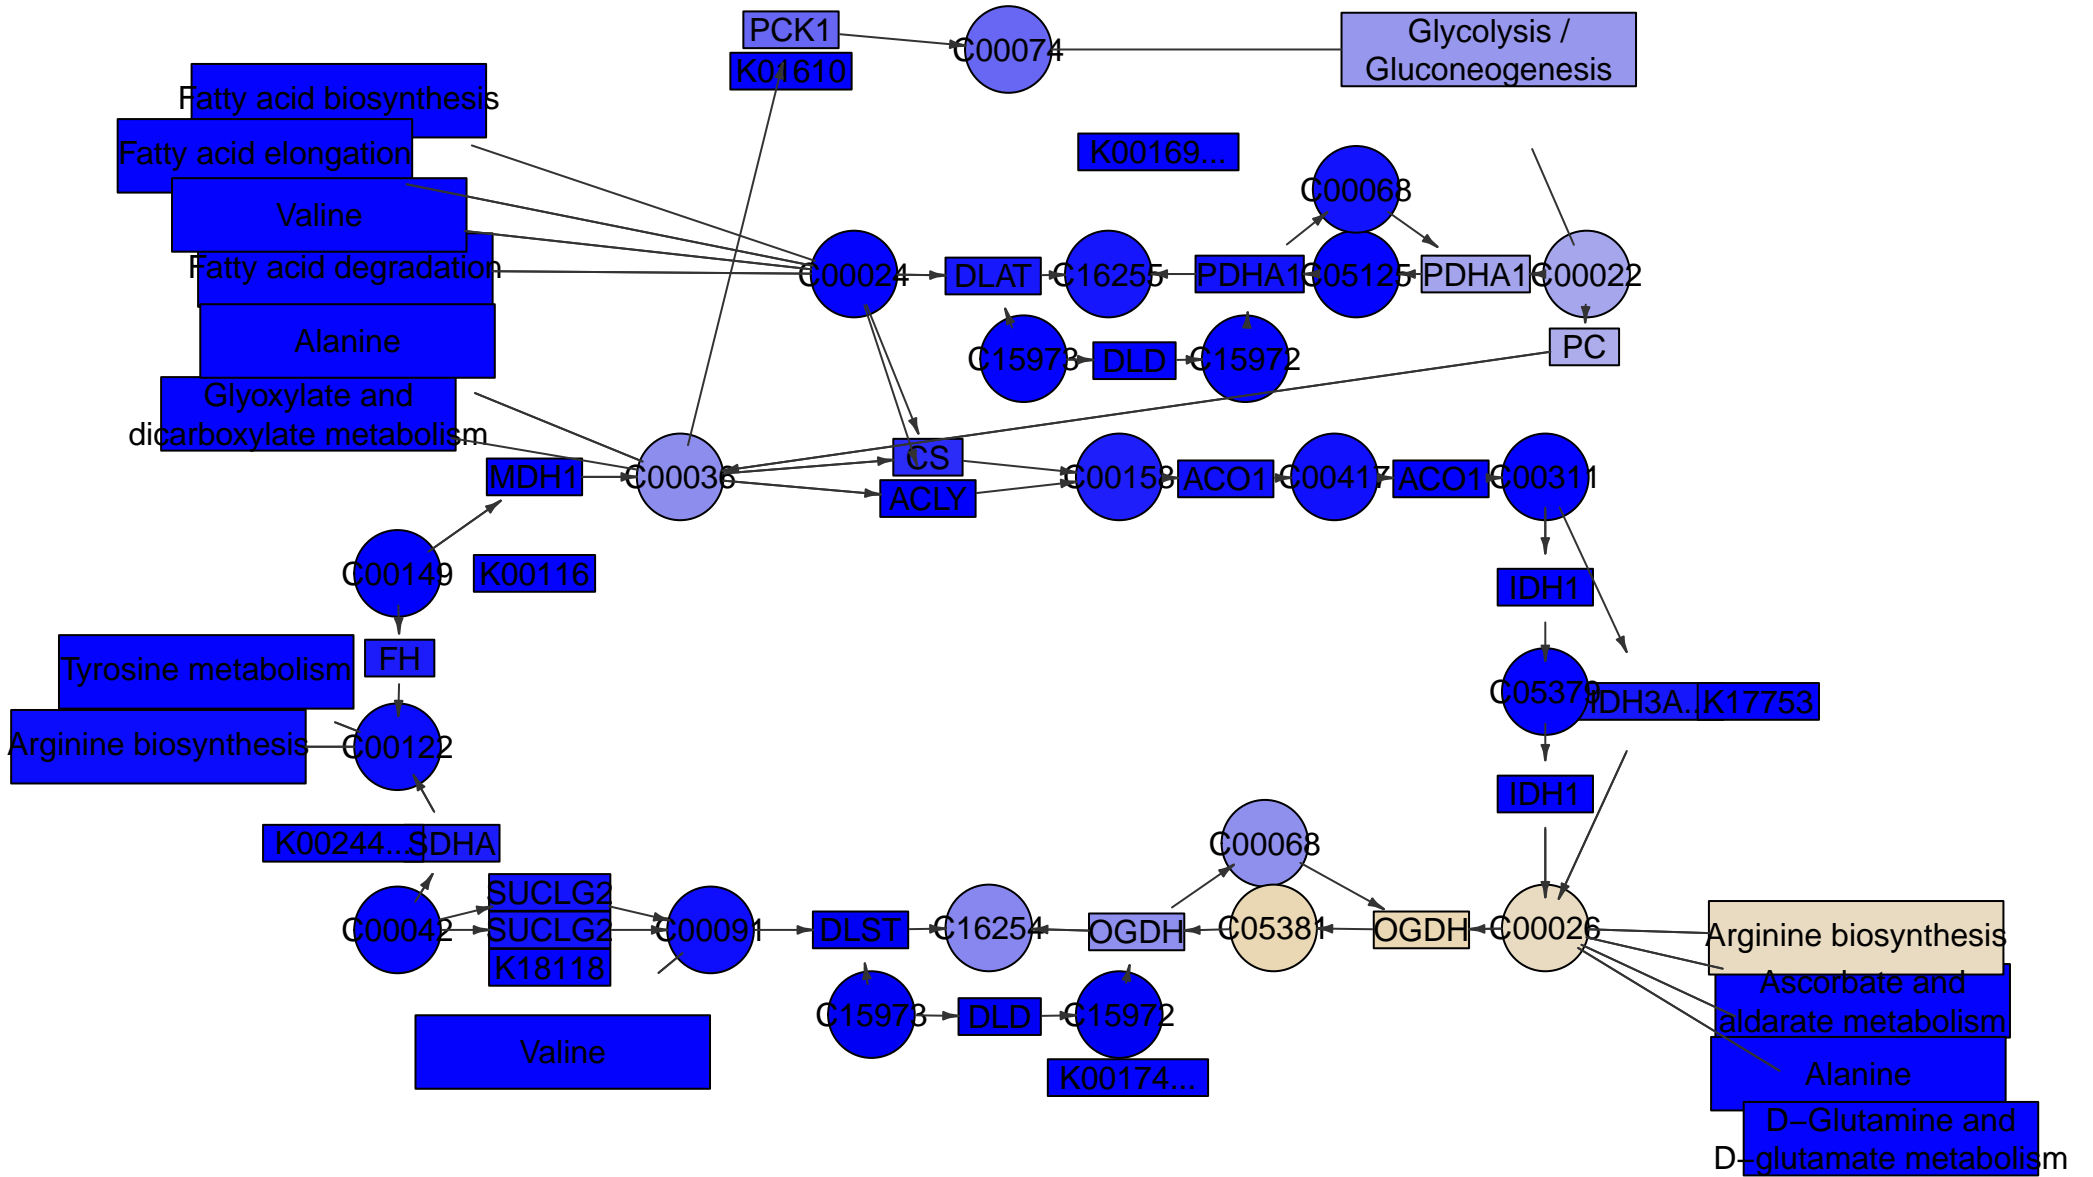 PCK1
C00074
Glycolysis /
Gluconeogenesis
K01610
Fatty acid biosynthesis
Fatty acid elongation
K00169...
C00068
Valine
Fatty acid degradation
C00024
DLAT
C16255
PDHA1
C05125
PDHA1
C00022
Alanine
C15973
DLD
C15972
PC
Glyoxylate and
dicarboxylate metabolism
MDH1
C00036
CS
ACLY
C00158
ACO1
C00417
ACO1
C00311
C00149
K00116
IDH1
FH
Tyrosine metabolism
C05379
IDH3A...
K17753
Arginine biosynthesis
C00122
IDH1
K00244...
SDHA
C00068
C00042
SUCLG2
SUCLG2
K18118
C00091
DLST
C16254
OGDH
C05381
OGDH
C00026
Arginine biosynthesis
Ascorbate and
aldarate metabolism
C15973
DLD
C15972
Valine
K00174...
Alanine
D−Glutamine and
D−glutamate metabolism